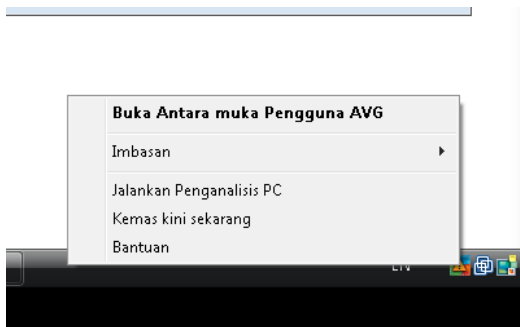 Buka Antara muka Pengguna AVG
Imbasan
Jalankan Penganalisis PC
Kemas kini sekarang
Bantuan